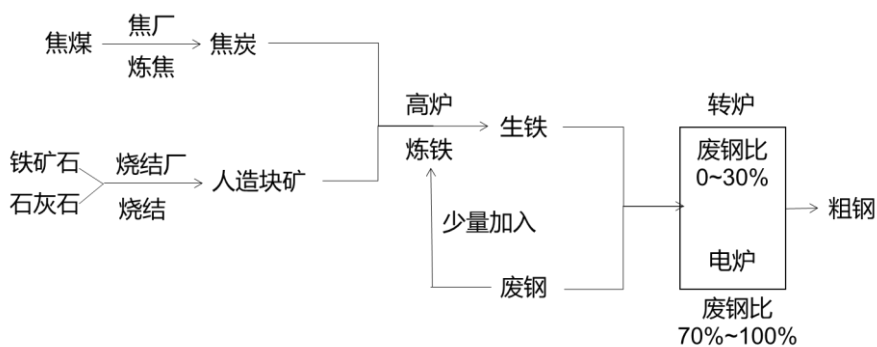 焦煤
焦厂
炼焦
焦炭
铁矿石
石灰石
烧结厂
烧结
人造块矿
高炉
炼铁
生铁
少量加入
废钢
转炉
废钢比
0~30%
电炉
废钢比
70%~100%
粗钢